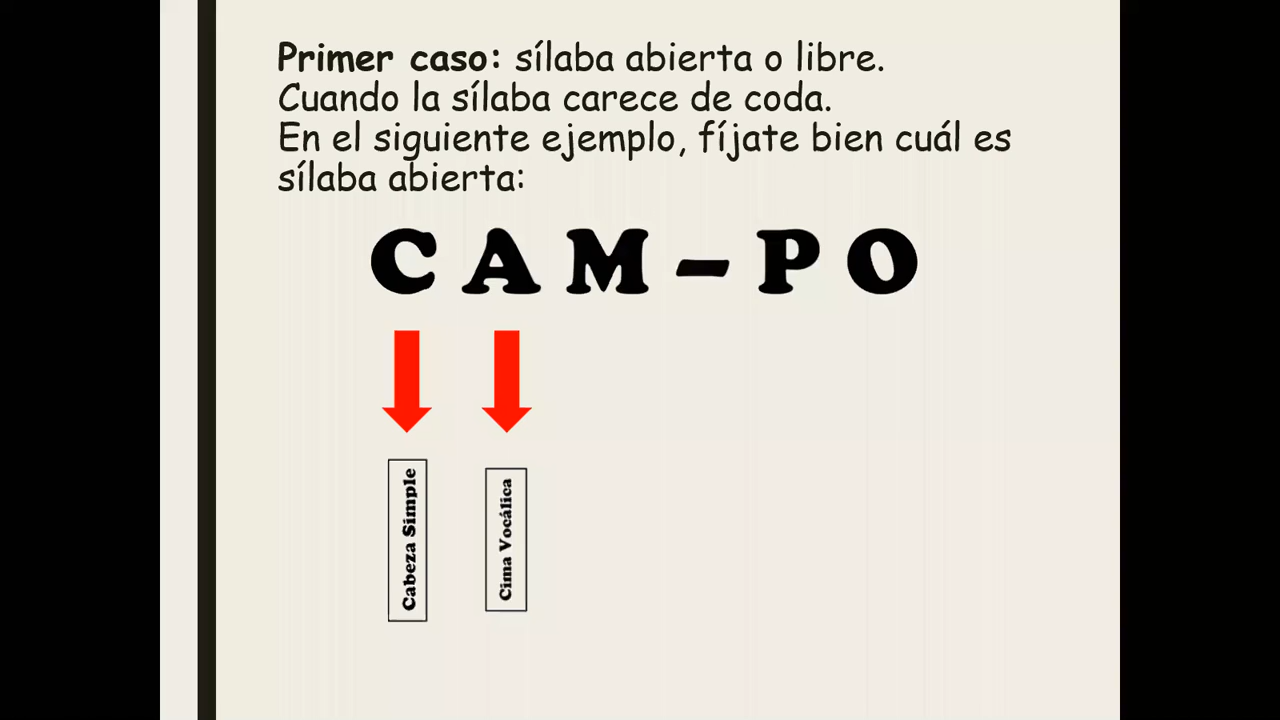 Primer caso: sílaba abierta o libre.
Cuando la sílaba carece de coda.
En el siguiente ejemplo, fíjate bien cuál es
sílaba abierta:
CAM–PO
Cabeza Simple
Cima Vocálica